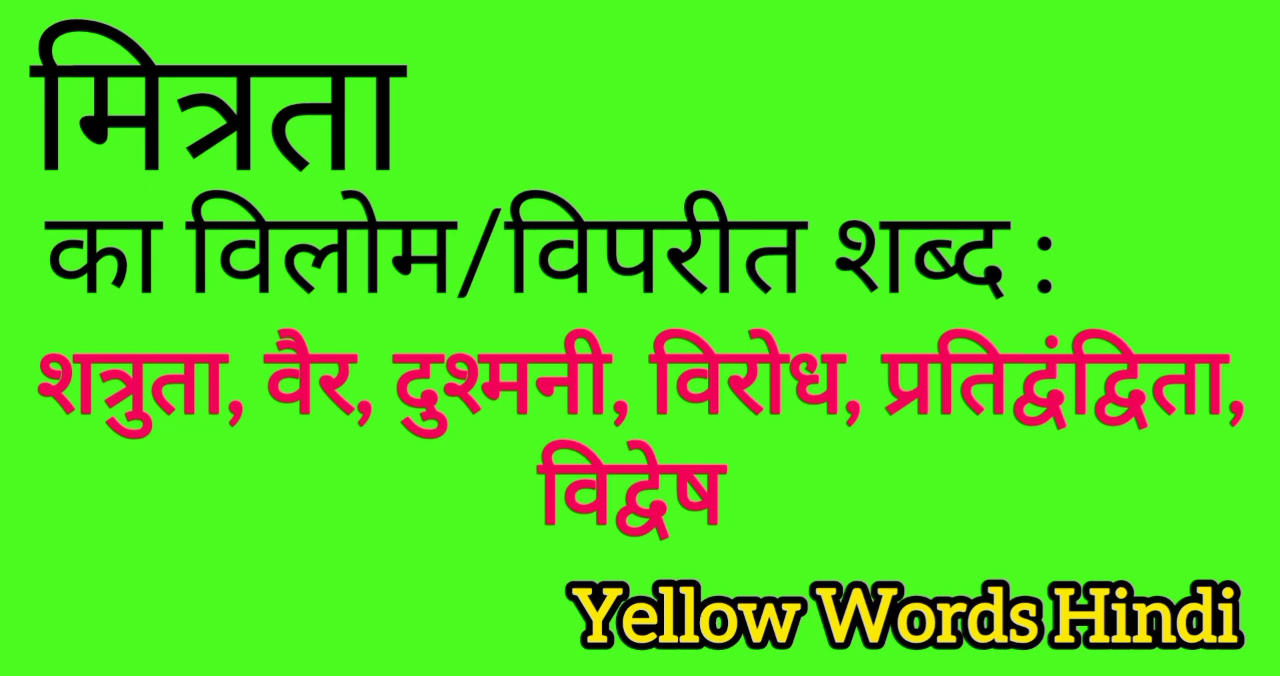 मित्रता
का विलोम/विपरीत शब्द :
शत्रुता, वैर, दुश्मनी, विरोध, प्रतिद्वंद्विता,
विद्वेष
Yellow Words Hindi